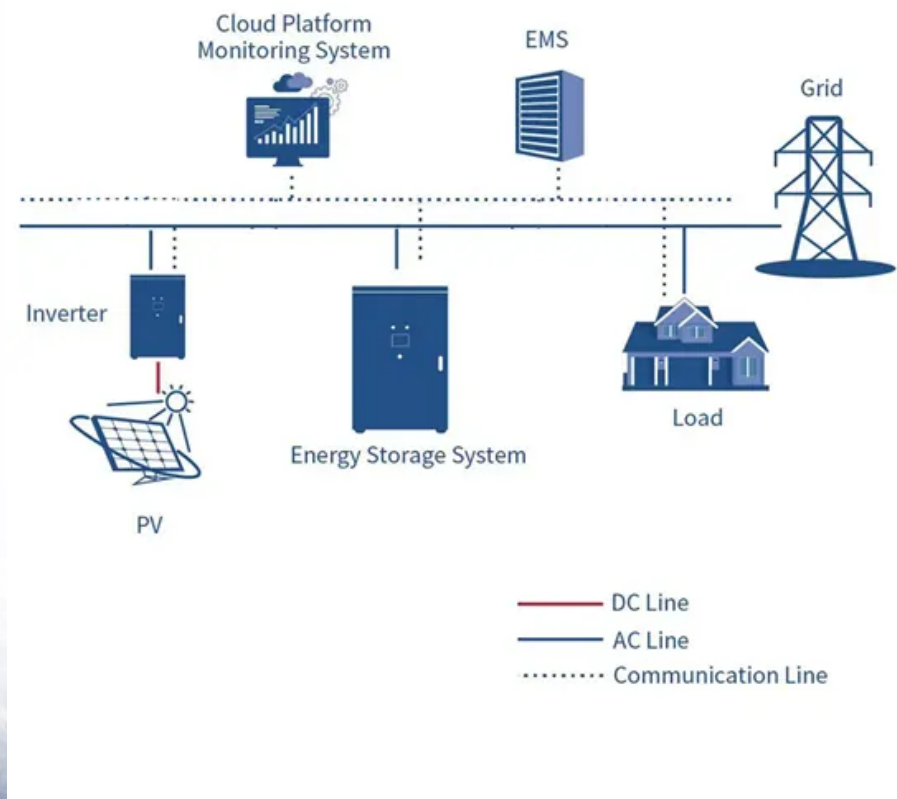 Cloud Platform
Monitoring System
EMS
Grid
Inverter
Load
Energy Storage System
PV
DC Line
AC Line
Communication Line